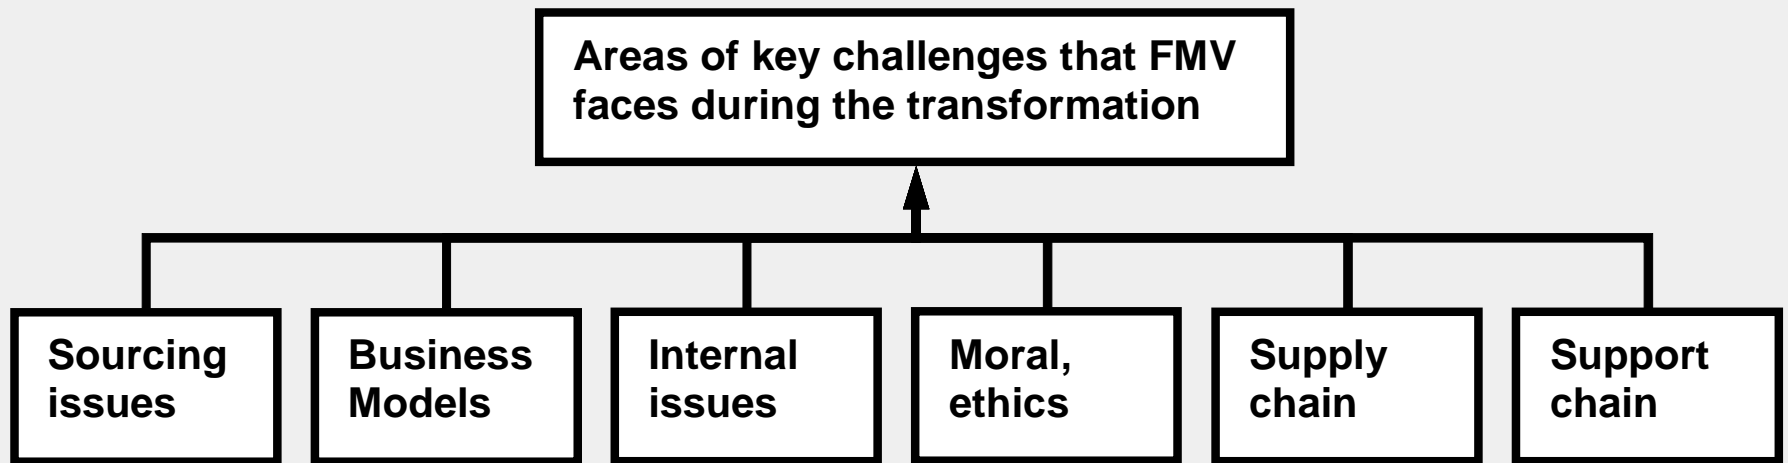 Areas of key challenges that FMV
faces during the transformation
Sourcing
issues
Business
Models
Internal
issues
Moral,
ethics
Supply
chain
Support
chain